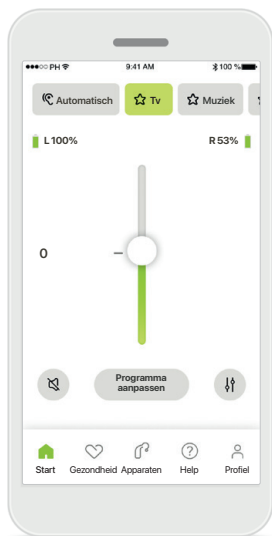 ●●●○○ PH 9:41 AM 100 %
Automatisch Tv Muziek
L 100% R 53%
0
Programma
aanpassen
Start Gezondheid Apparaten Help Profiel